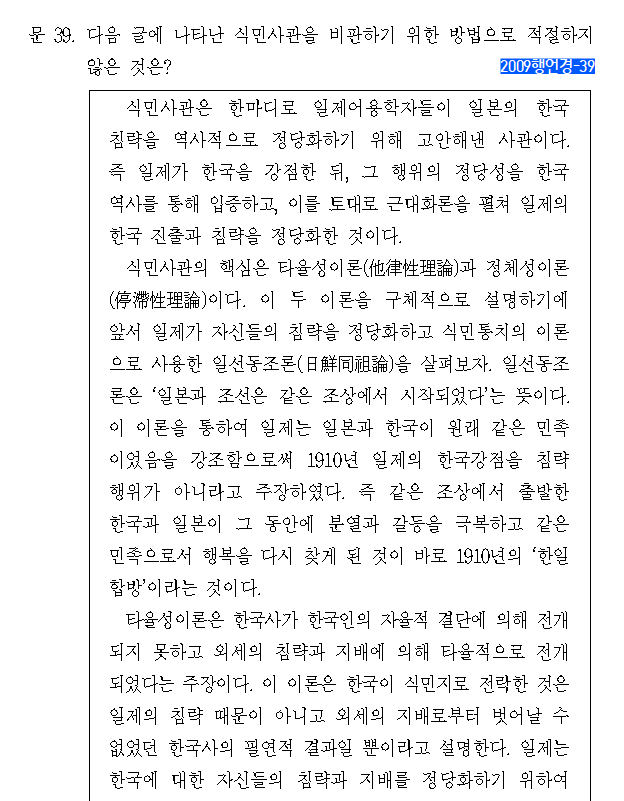 문 39. 다음 글에 나타난 식민사관을 비판하기 위한 방법으로 적절하지
않은 것은?
2009행언경-39
식민사관은 한마디로 일제어용학자들이 일본의 한국
침략을 역사적으로 정당화하기 위해 고안해낸 사관이다.
즉 일제가 한국을 강점한 뒤, 그 행위의 정당성을 한국
역사를 통해 입증하고, 이를 토대로 근대화론을 펼쳐 일제의
한국 진출과 침략을 정당화한 것이다.
식민사관의 핵심은 타율성이론(他律性理論)과 정체성이론
(停滯性理論)이다. 이 두 이론을 구체적으로 설명하기에
앞서 일제가 자신들의 침략을 정당화하고 식민통치의 이론
으로 사용한 일선동조론(日鮮同祖論)을 살펴보자. 일선동조
론은 ‘일본과 조선은 같은 조상에서 시작되었다’는 뜻이다.
이 이론을 통하여 일제는 일본과 한국이 원래 같은 민족
이었음을 강조함으로써 1910년 일제의 한국강점을 침략
행위가 아니라고 주장하였다. 즉 같은 조상에서 출발한
한국과 일본이 그 동안에 분열과 갈등을 극복하고 같은
민족으로서 행복을 다시 찾게 된 것이 바로 1910년의 ‘한일
합방’이라는 것이다.
타율성이론은 한국사가 한국인의 자율적 결단에 의해 전개
되지 못하고 외세의 침략과 지배에 의해 타율적으로 전개
되었다는 주장이다. 이 이론은 한국이 식민지로 전락한 것은
일제의 침략 때문이 아니고 외세의 지배로부터 벗어날 수
없었던 한국사의 필연적 결과일 뿐이라고 설명한다. 일제는
한국에 대한 자신들의 침략과 지배를 정당화하기 위하여